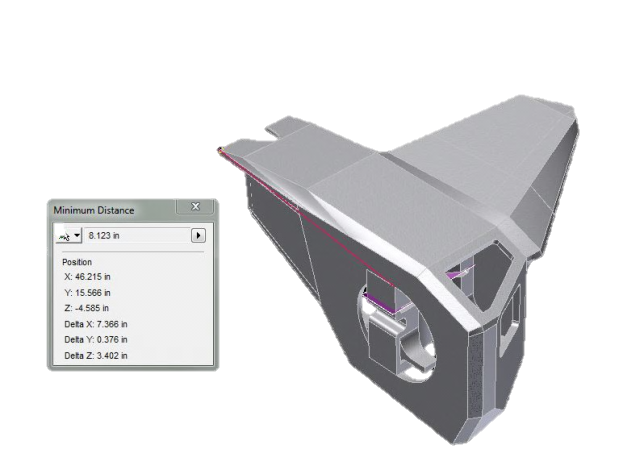 Minimum Distance
8.123 in
Position
X: 46.215 in
Y: 15.566 in
Z: -4.585 in
Delta X: 7.366 in
Delta Y: 0.376 in
Delta Z: 3.402 in